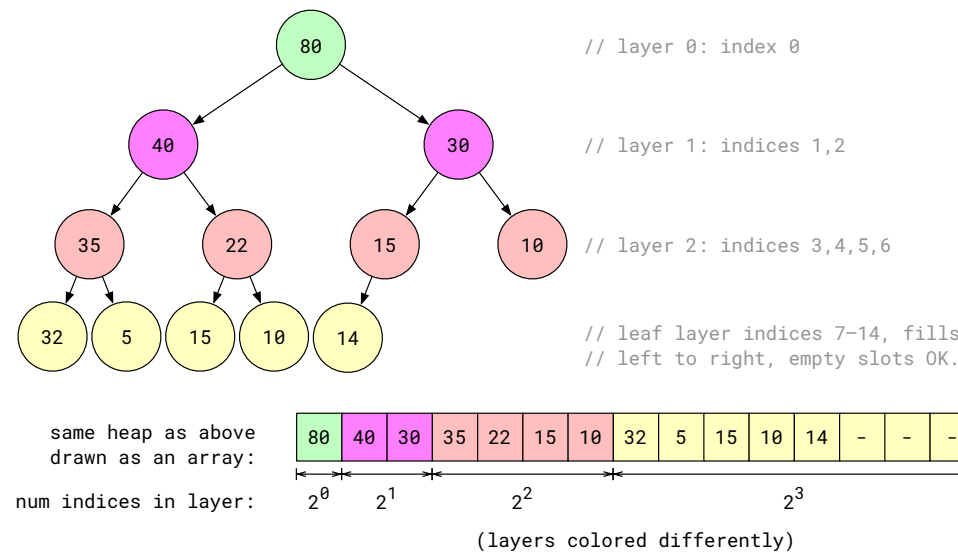 80 // layer 0: index 0
40 30 // layer 1: indices 1,2
35 22 15 10 // layer 2: indices 3,4,5,6
32 5 15 10 14 // leaf layer indices 7–14, fills
// left to right, empty slots OK.
same heap as above
drawn as an array:
80 40 30 35 22 15 10 32 5 15 10 14 - - -
num indices in layer: 2^0 2^1 2^2 2^3
(layers colored differently)